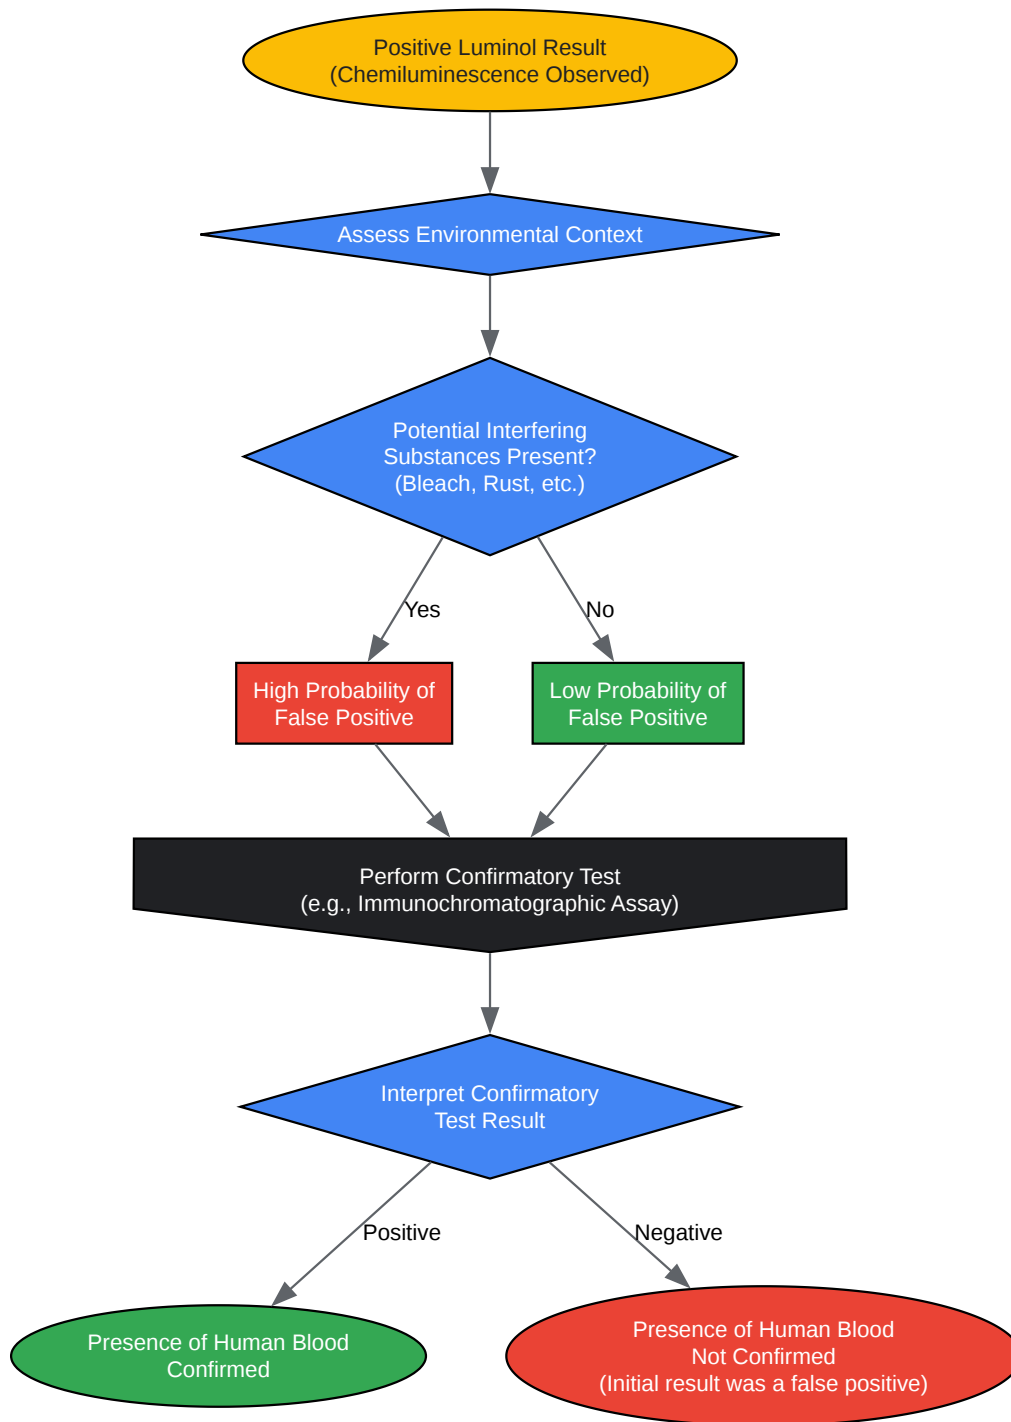 Positive Luminol Result
(Chemiluminescence Observed)
Assess Environmental Context
Potential Interfering
Substances Present?
(Bleach, Rust, etc.)
Yes
No
High Probability of
False Positive
Low Probability of
False Positive
Perform Confirmatory Test
(e.g., Immunochromatographic Assay)
Interpret Confirmatory
Test Result
Positive
Negative
Presence of Human Blood
Confirmed
Presence of Human Blood
Not Confirmed
(Initial result was a false positive)